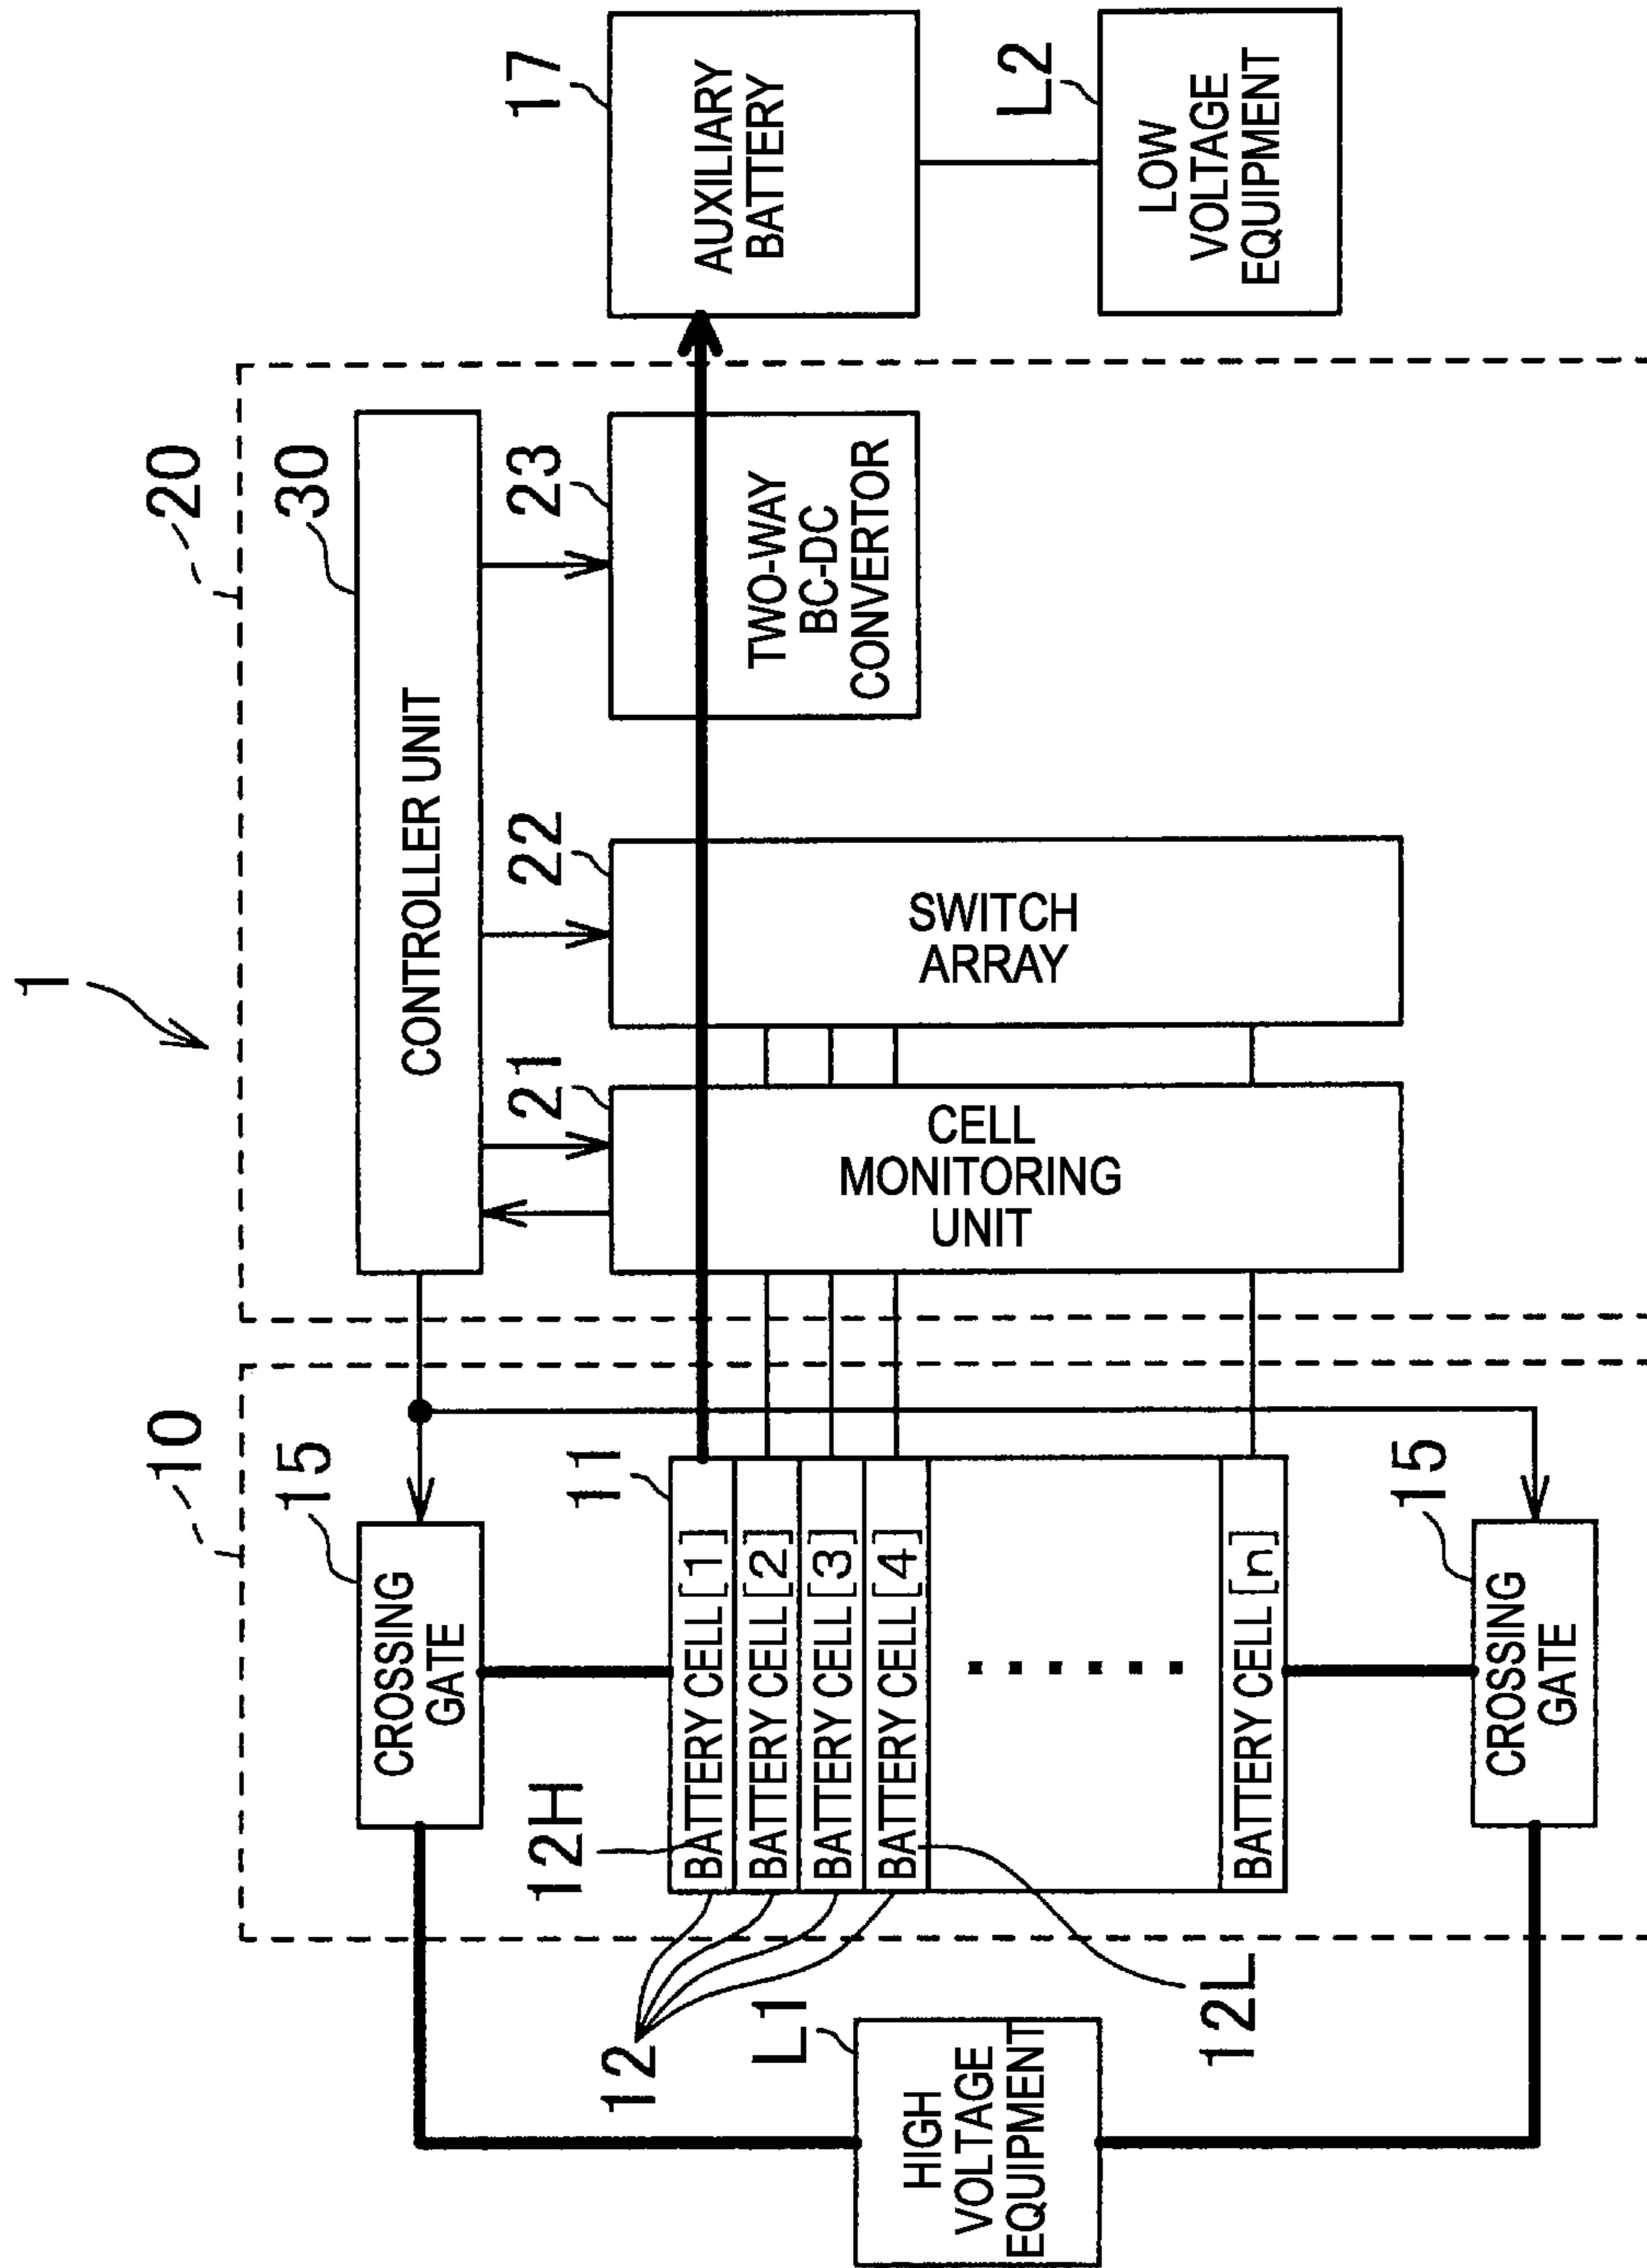 1
20
10
30
CONTROLLER UNIT
15
CROSSING
GATE
23
22
21
11
17
TWO-WAY
BC-DC
CONVERTOR
SWITCH
ARRAY
CELL
MONITORING
UNIT
AUXILIARY
BATTERY
L2
LOW
VOLTAGE
EQUIPMENT
12H
BATTERY CELL[1]
BATTERY CELL[2]
BATTERY CELL[3]
BATTERY CELL[4]
BATTERY CELL[n]
12
L1
12L
HIGH
VOLTAGE
EQUIPMENT
15
CROSSING
GATE